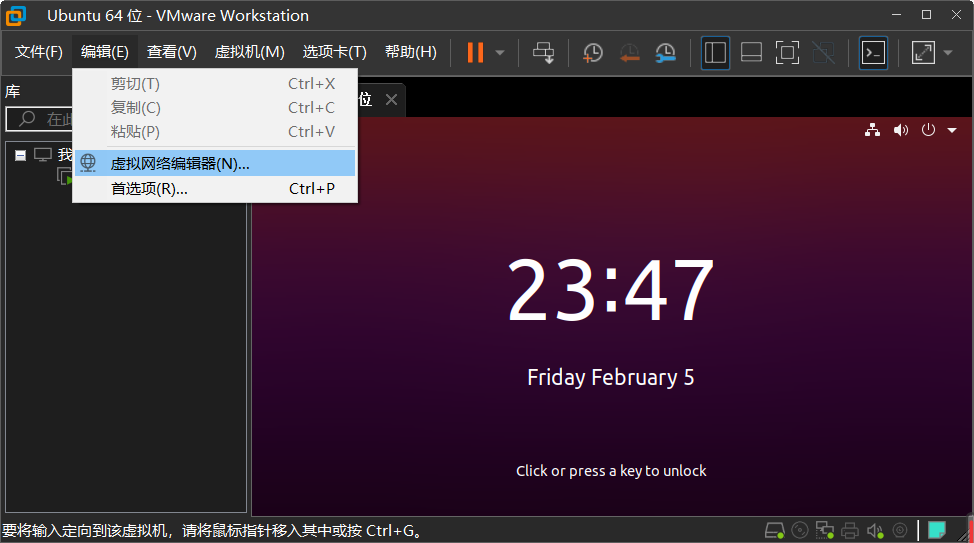 Ubuntu 64 位 - VMware Workstation
文件(F) 编辑(E) 查看(V) 虚拟机(M) 选项卡(T) 帮助(H)
库
位
在此
我
剪切(T) Ctrl+X
复制(C) Ctrl+C
粘贴(P) Ctrl+V
虚拟网络编辑器(N)...
首选项(R)... Ctrl+P
23:47
Friday February 5
Click or press a key to unlock
要将输入定向到该虚拟机，请将鼠标指针移入其中或按 Ctrl+G。